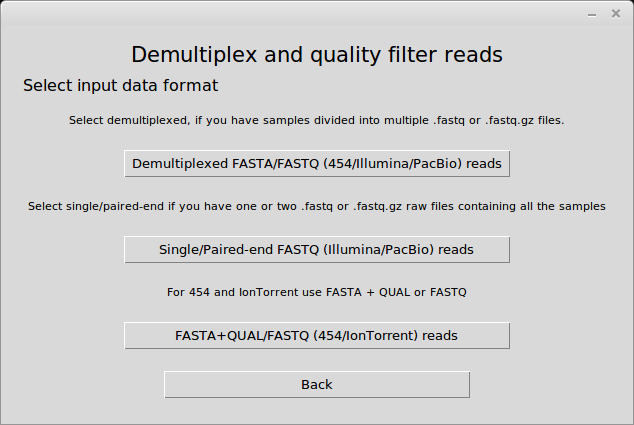 Demultiplex and quality filter reads
Select input data format
Select demultiplexed, if you have samples divided into multiple .fastq or .fastq.gz files.
Demultiplexed FASTA/FASTQ (454/Illumina/PacBio) reads
Select single/paired-end if you have one or two .fastq or .fastq.gz raw files containing all the samples
Single/Paired-end FASTQ (Illumina/PacBio) reads
For 454 and IonTorrent use FASTA + QUAL or FASTQ
FASTA+QUAL/FASTQ (454/IonTorrent) reads
Back